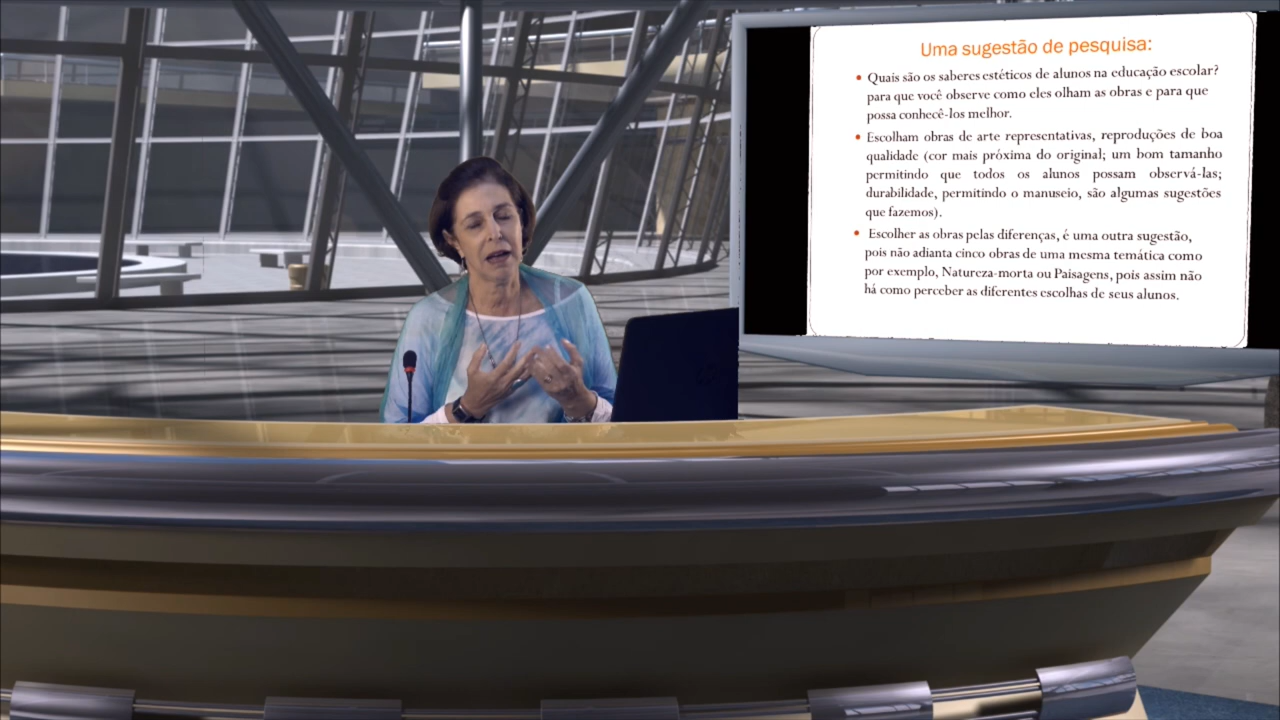 Uma sugestão de pesquisa:
• Quais são os saberes estéticos de alunos na educação escolar?
para que você observe como eles olham as obras e para que
possa conhecê-los melhor.
• Escolham obras de arte representativas, reproduções de boa
qualidade (cor mais próxima do original; um bom tamanho
permitindo que todos os alunos possam observá-las;
durabilidade, permitindo o manuseio, são algumas sugestões
que fazemos).
• Escolher as obras pelas diferenças, é uma outra sugestão,
pois não adianta cinco obras de uma mesma temática como
por exemplo, Natureza-morta ou Paisagens, pois assim não
há como perceber as diferentes escolhas de seus alunos.